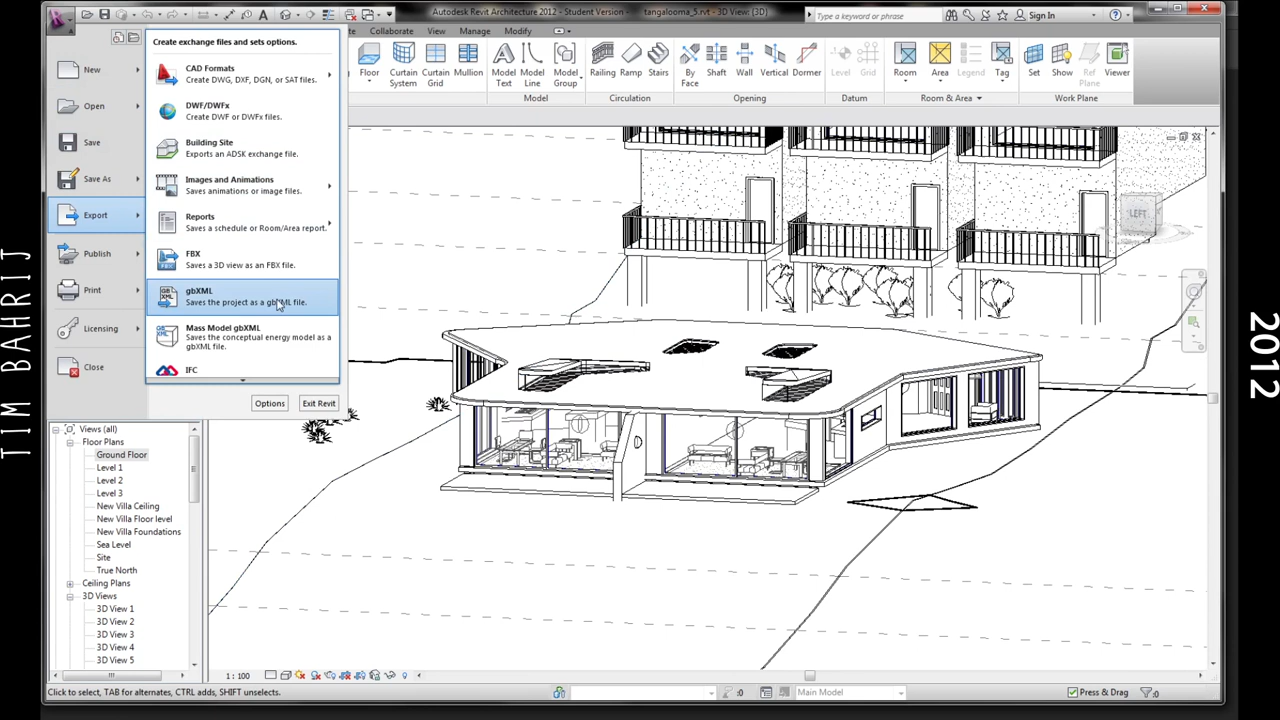 Autodesk Revit Architecture 2012 - Student Version - tangalooma_5.rvt - 3D View: {3D}
Type a keyword or phrase
Sign In
Collaborate View Manage Modify
Floor
Curtain System
Curtain Grid
Mullion
Model Text
Model Line
Model Group
Railing
Ramp
Stairs
By Face
Shaft
Wall
Vertical
Dormer
Level
Grid
Room
Area
Legend
Tag
Set
Show
Ref Plane
Viewer
Model
Circulation
Opening
Datum
Room & Area
Work Plane
New
Open
Save
Save As
Export
Publish
Print
Licensing
Close
Create exchange files and sets options.
CAD Formats
Create DWG, DXF, DGN, or SAT files.
DWF/DWFx
Create DWF or DWFx files.
Building Site
Exports an ADSK exchange file.
Images and Animations
Saves animations or image files.
Reports
Saves a schedule or Room/Area report.
FBX
Saves a 3D view as an FBX file.
gbXML
Saves the project as a gbXML file.
Mass Model gbXML
Saves the conceptual energy model as a
gbXML file.
IFC
Options
Exit Revit
Views (all)
Floor Plans
Ground Floor
Level 1
Level 2
Level 3
New Villa Ceiling
New Villa Floor level
New Villa Foundations
Sea Level
Site
True North
Ceiling Plans
3D Views
3D View 1
3D View 2
3D View 3
3D View 4
3D View 5
LEFT
1 : 100
Click to select, TAB for alternates, CTRL adds, SHIFT unselects.
:0
Main Model
Press & Drag
:0
TIM BAHRIJ
2012